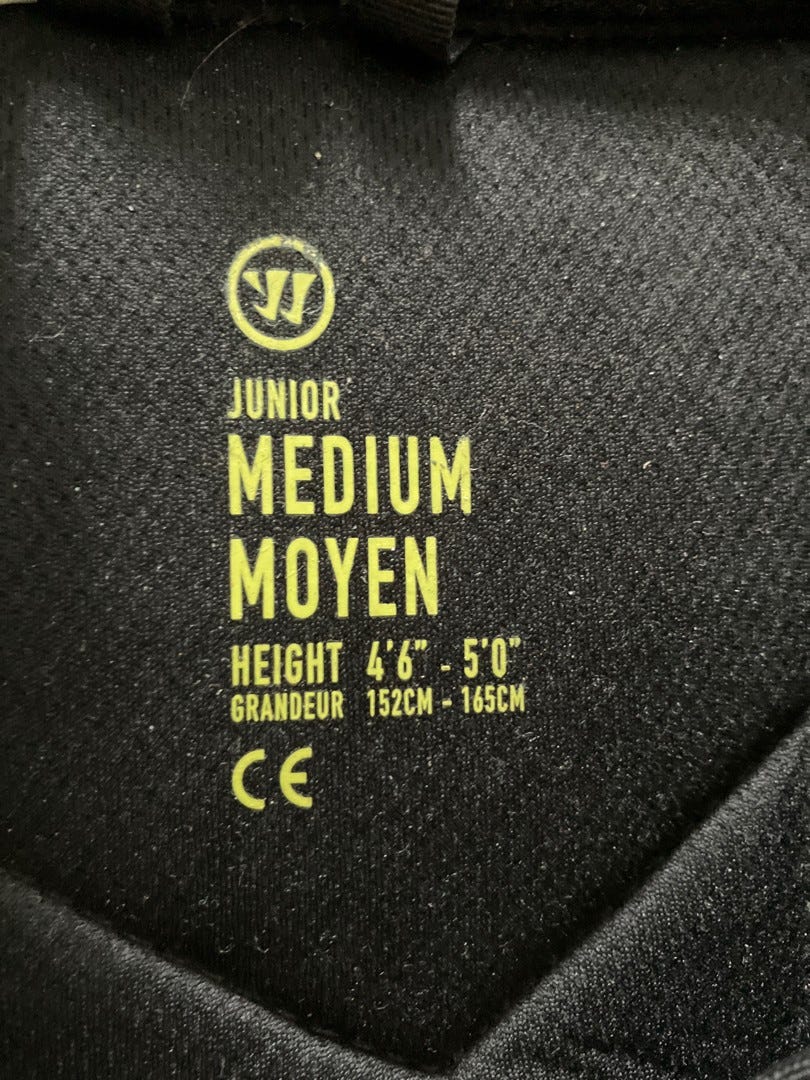 JUNIOR
MEDIUM
MOYEN
HEIGHT 4'6" - 5'0"
GRANDEUR 152CM - 165CM
CE